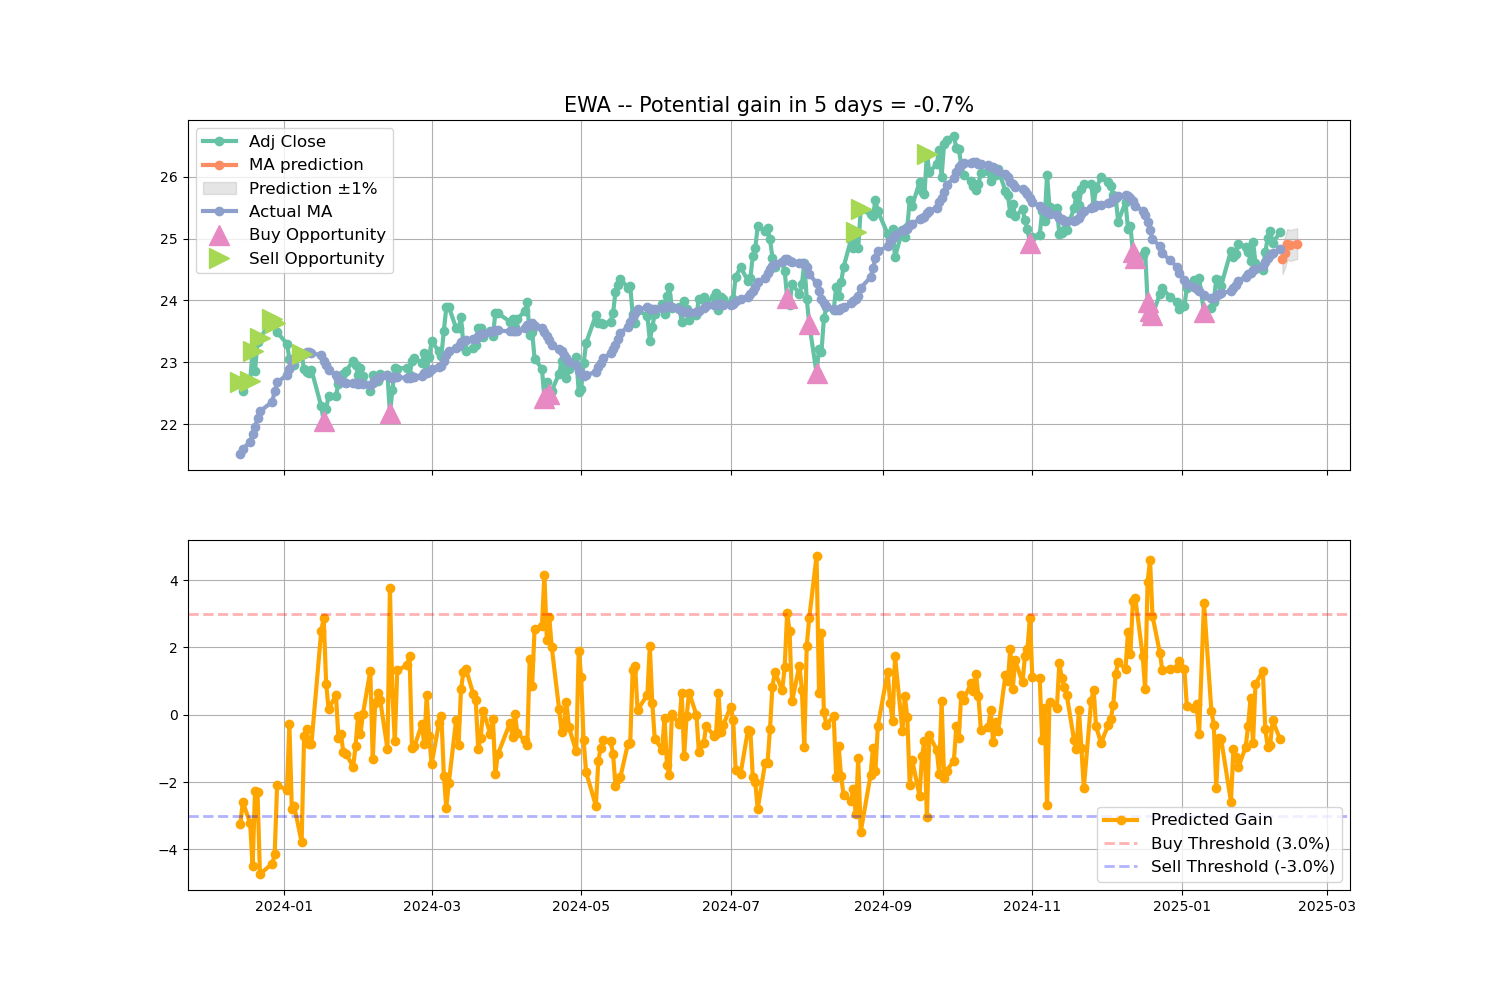 EWA -- Potential gain in 5 days = -0.7%
Adj Close
MA prediction
Prediction ±1%
Actual MA
Buy Opportunity
Sell Opportunity
26
25
24
23
22
4
2
0
−2
−4
Predicted Gain
Buy Threshold (3.0%)
Sell Threshold (-3.0%)
2024-01 2024-03 2024-05 2024-07 2024-09 2024-11 2025-01 2025-03